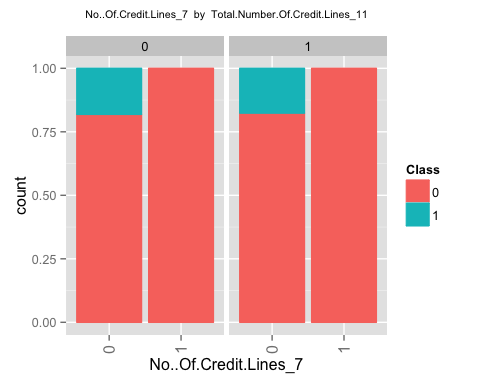 No..Of.Credit.Lines_7 by Total.Number.Of.Credit.Lines_11
0 1
1.00
0.75
0.50
0.25
0.00
count
0 1 0 1
No..Of.Credit.Lines_7
Class
0
1